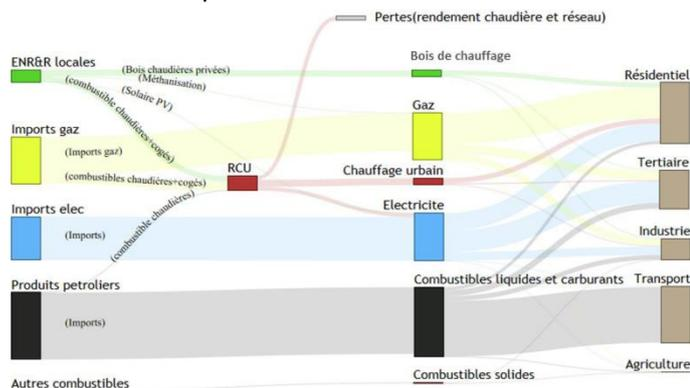 Pertes(rendement chaudière et réseau)
ENR&R locales
(Bois chaudières privées)
Bois de chauffage
(Méthanisation)
Résidentiel
(combustible chaudières+cogés)
(Solaire PV)
Gaz
Imports gaz
(Imports gaz)
RCU
Chauffage urbain
Tertiaire
(combustibles chaudières+cogés)
Imports elec
Electricite
(combustible chaudières)
(Imports)
Industrie
Produits petroliers
Combustibles liquides et carburants
Transport
(Imports)
Agriculture
Autres combustibles
Combustibles solides